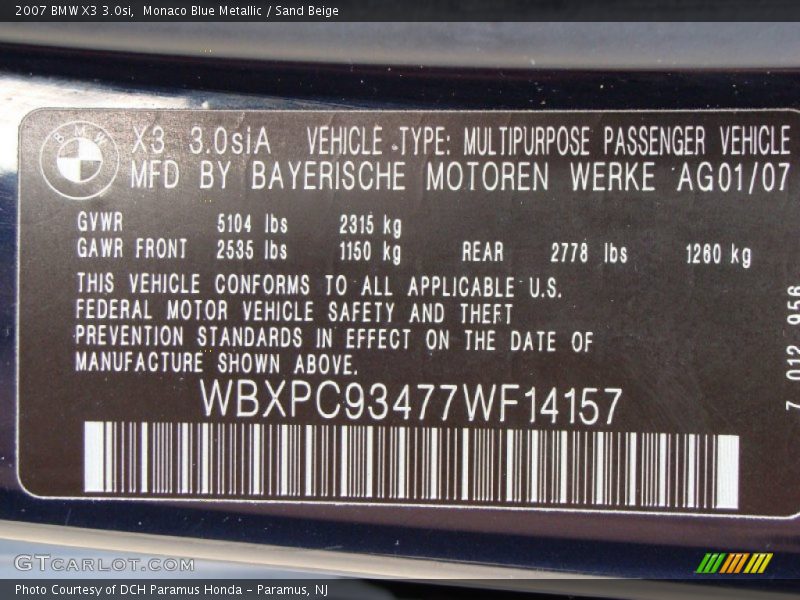 2007 BMW X3 3.0si, Monaco Blue Metallic / Sand Beige
BMW
X3 3.0siA VEHICLE TYPE: MULTIPURPOSE PASSENGER VEHICLE
MFD BY BAYERISCHE MOTOREN WERKE AG01/07
GVWR 5104 lbs 2315 kg
GAWR FRONT 2535 lbs 1150 kg REAR 2778 lbs 1260 kg
THIS VEHICLE CONFORMS TO ALL APPLICABLE U.S.
FEDERAL MOTOR VEHICLE SAFETY AND THEFT
PREVENTION STANDARDS IN EFFECT ON THE DATE OF
MANUFACTURE SHOWN ABOVE.
WBXPC93477WF14157
7 012 956
GTCARLOT.COM
Photo Courtesy of DCH Paramus Honda - Paramus, NJ